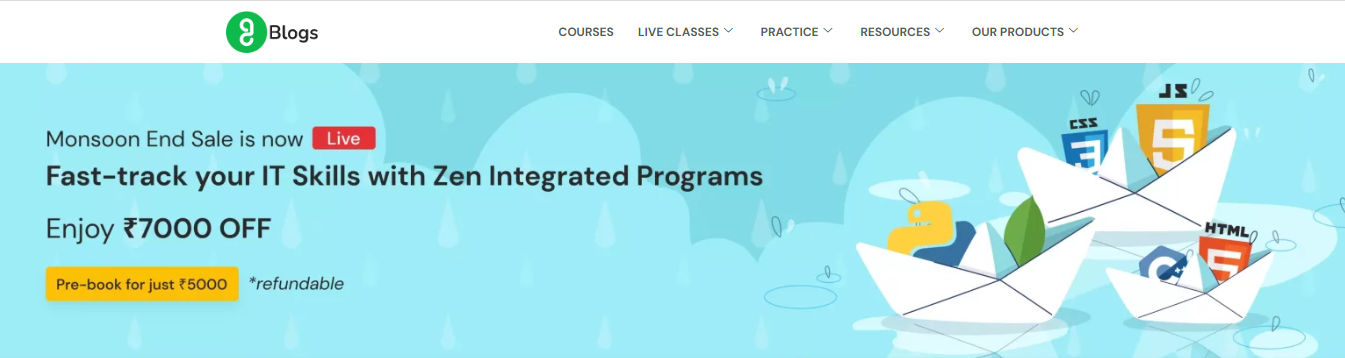 Blogs
COURSES
LIVE CLASSES
PRACTICE
RESOURCES
OUR PRODUCTS
Monsoon End Sale is now Live
Fast-track your IT Skills with Zen Integrated Programs
Enjoy ₹7000 OFF
Pre-book for just ₹5000 *refundable
JS
CSS
HTML